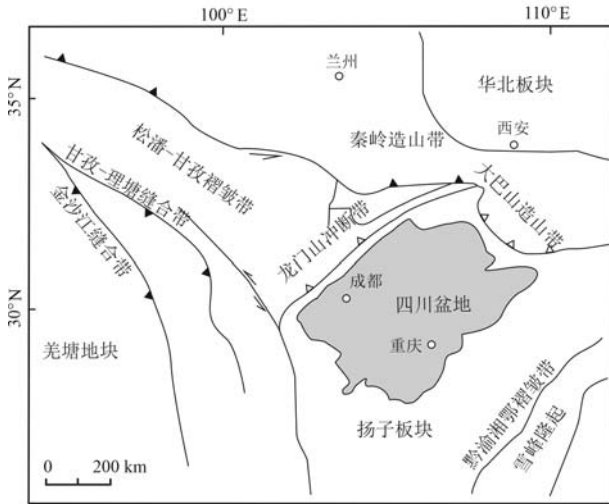 100°E
110°E
35°N
30°N
兰州
华北板块
西安
秦岭造山带
松潘-甘孜褶皱带
甘孜-理塘缝合带
金沙江缝合带
大巴山造山带
龙门山冲断带
成都
四川盆地
重庆
羌塘地块
扬子板块
黔渝湘鄂褶皱带
雪峰隆起
0 200 km